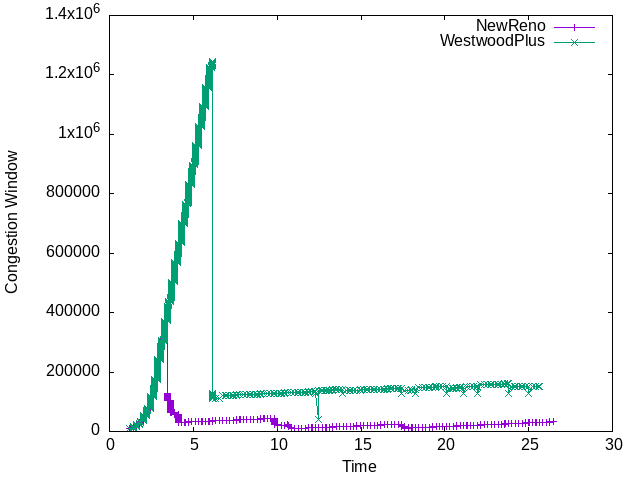 1.4x10^6
1.2x10^6
1x10^6
800000
600000
400000
200000
0
0 5 10 15 20 25 30
Congestion Window
Time
NewReno
WestwoodPlus